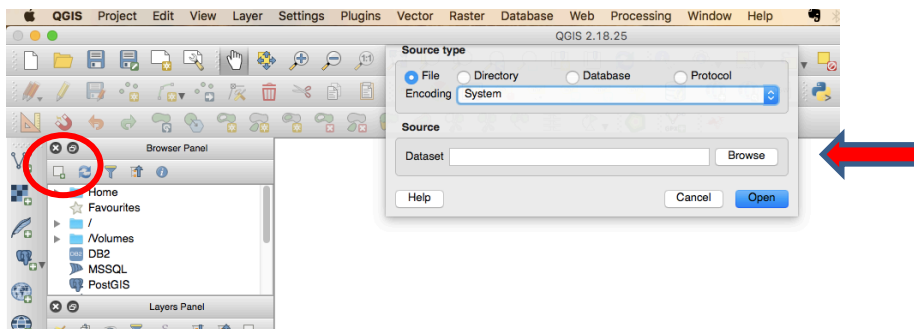 QGIS Project Edit View Layer Settings Plugins Vector Raster Database Web Processing Window Help
QGIS 2.18.25
Source type
File Directory Database Protocol
Encoding System
Source
Dataset Browse
Help Cancel Open
Browser Panel
Home
Favourites
/
/Volumes
DB2 DB2
MSSQL
PostGIS
Layers Panel